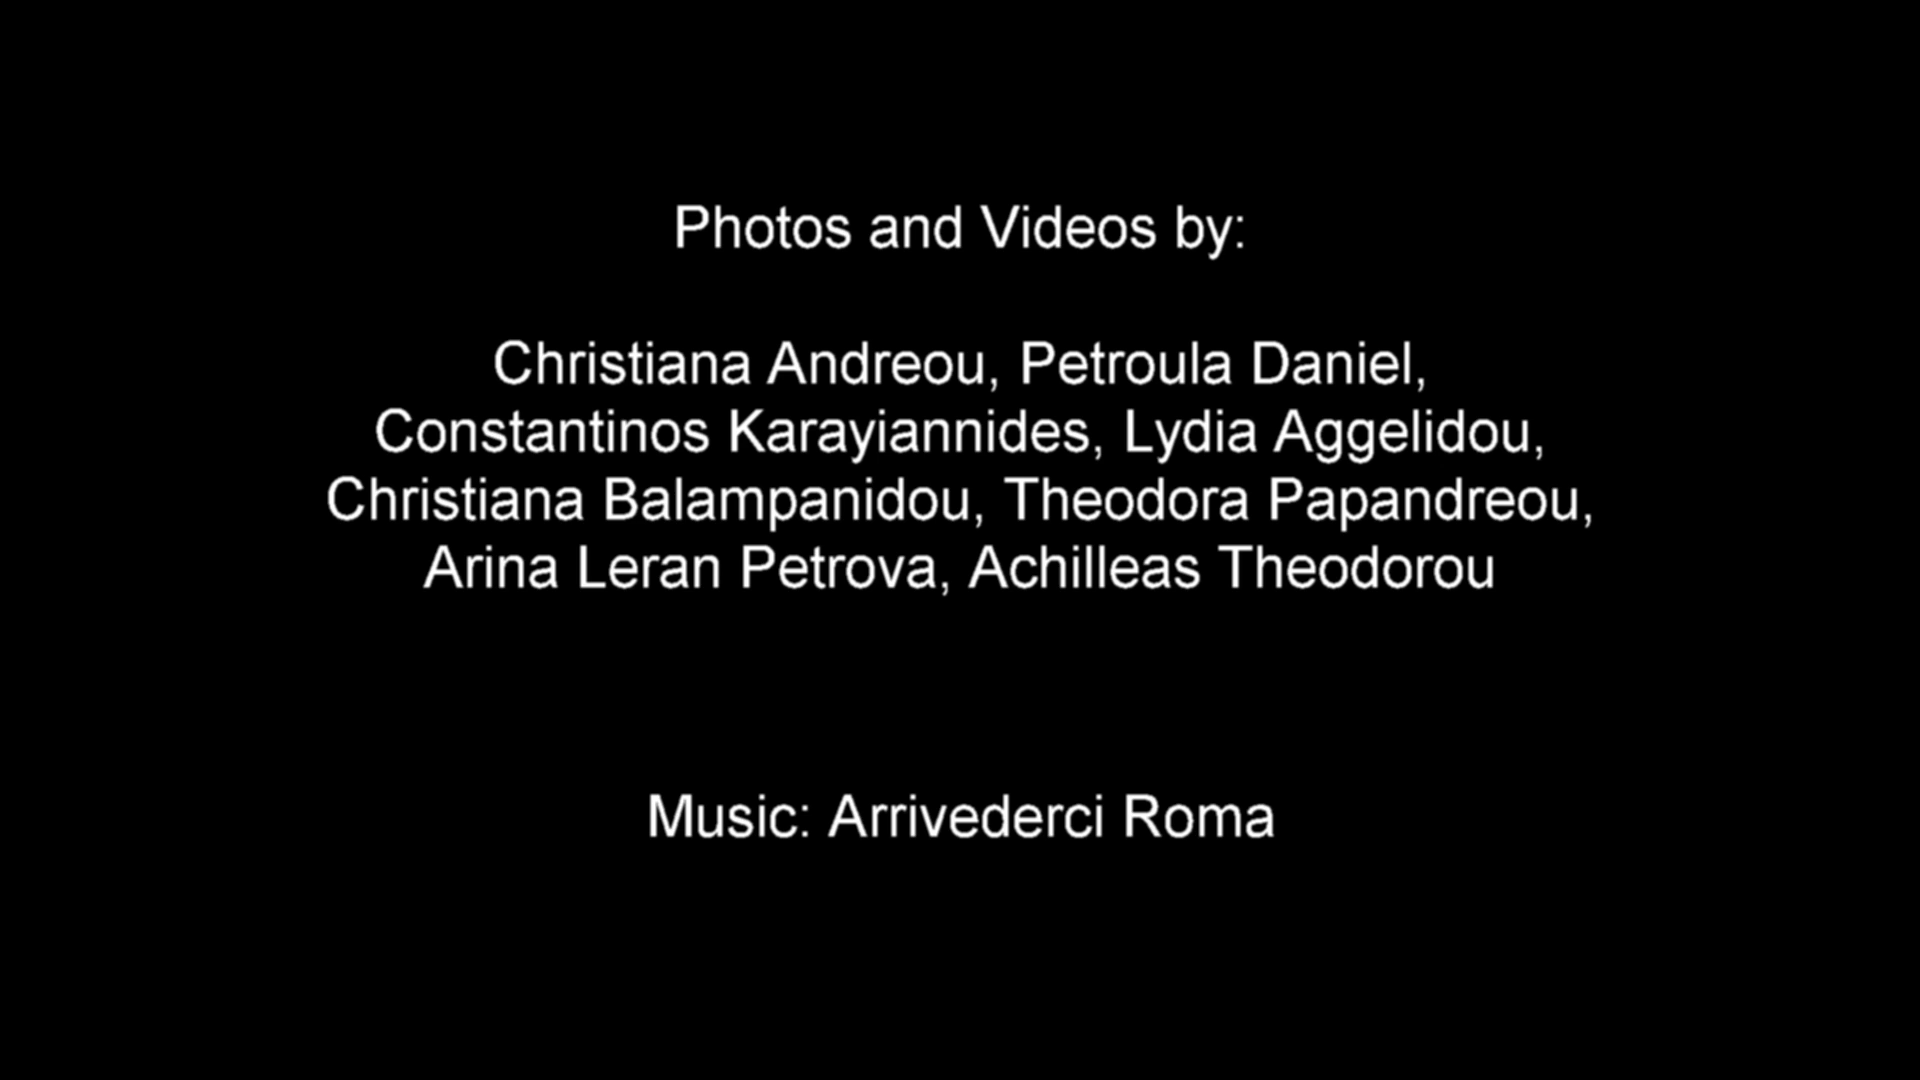 Photos and Videos by:
Christiana Andreou, Petroula Daniel,
Constantinos Karayiannides, Lydia Aggelidou,
Christiana Balampanidou, Theodora Papandreou,
Arina Leran Petrova, Achilleas Theodorou
Music: Arrivederci Roma